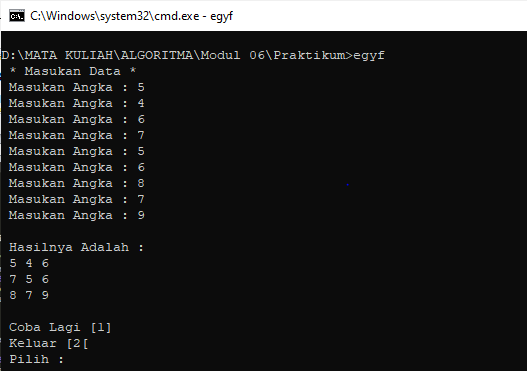 C:\Windows\system32\cmd.exe - egyf
D:\MATA KULIAH\ALGORITMA\Modul 06\Praktikum>egyf
* Masukan Data *
Masukan Angka : 5
Masukan Angka : 4
Masukan Angka : 6
Masukan Angka : 7
Masukan Angka : 5
Masukan Angka : 6
Masukan Angka : 8
Masukan Angka : 7
Masukan Angka : 9
Hasilnya Adalah :
5 4 6
7 5 6
8 7 9
Coba Lagi [1]
Keluar [2[
Pilih :